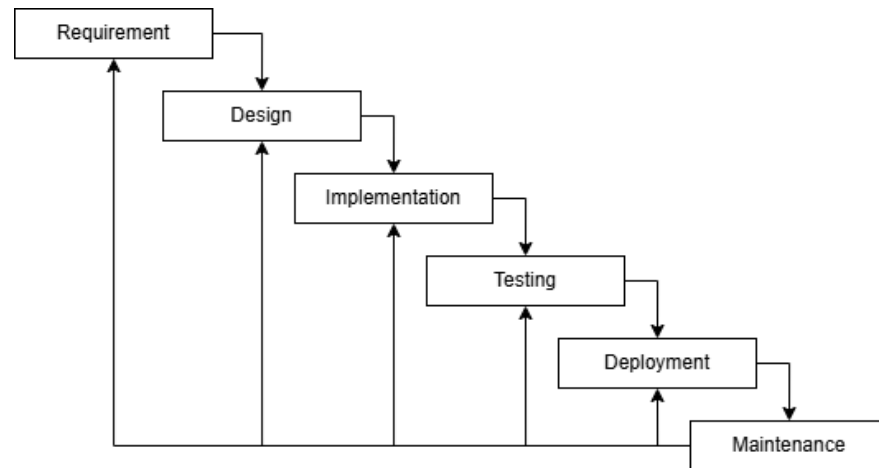 Requirement
Design
Implementation
Testing
Deployment
Maintenance